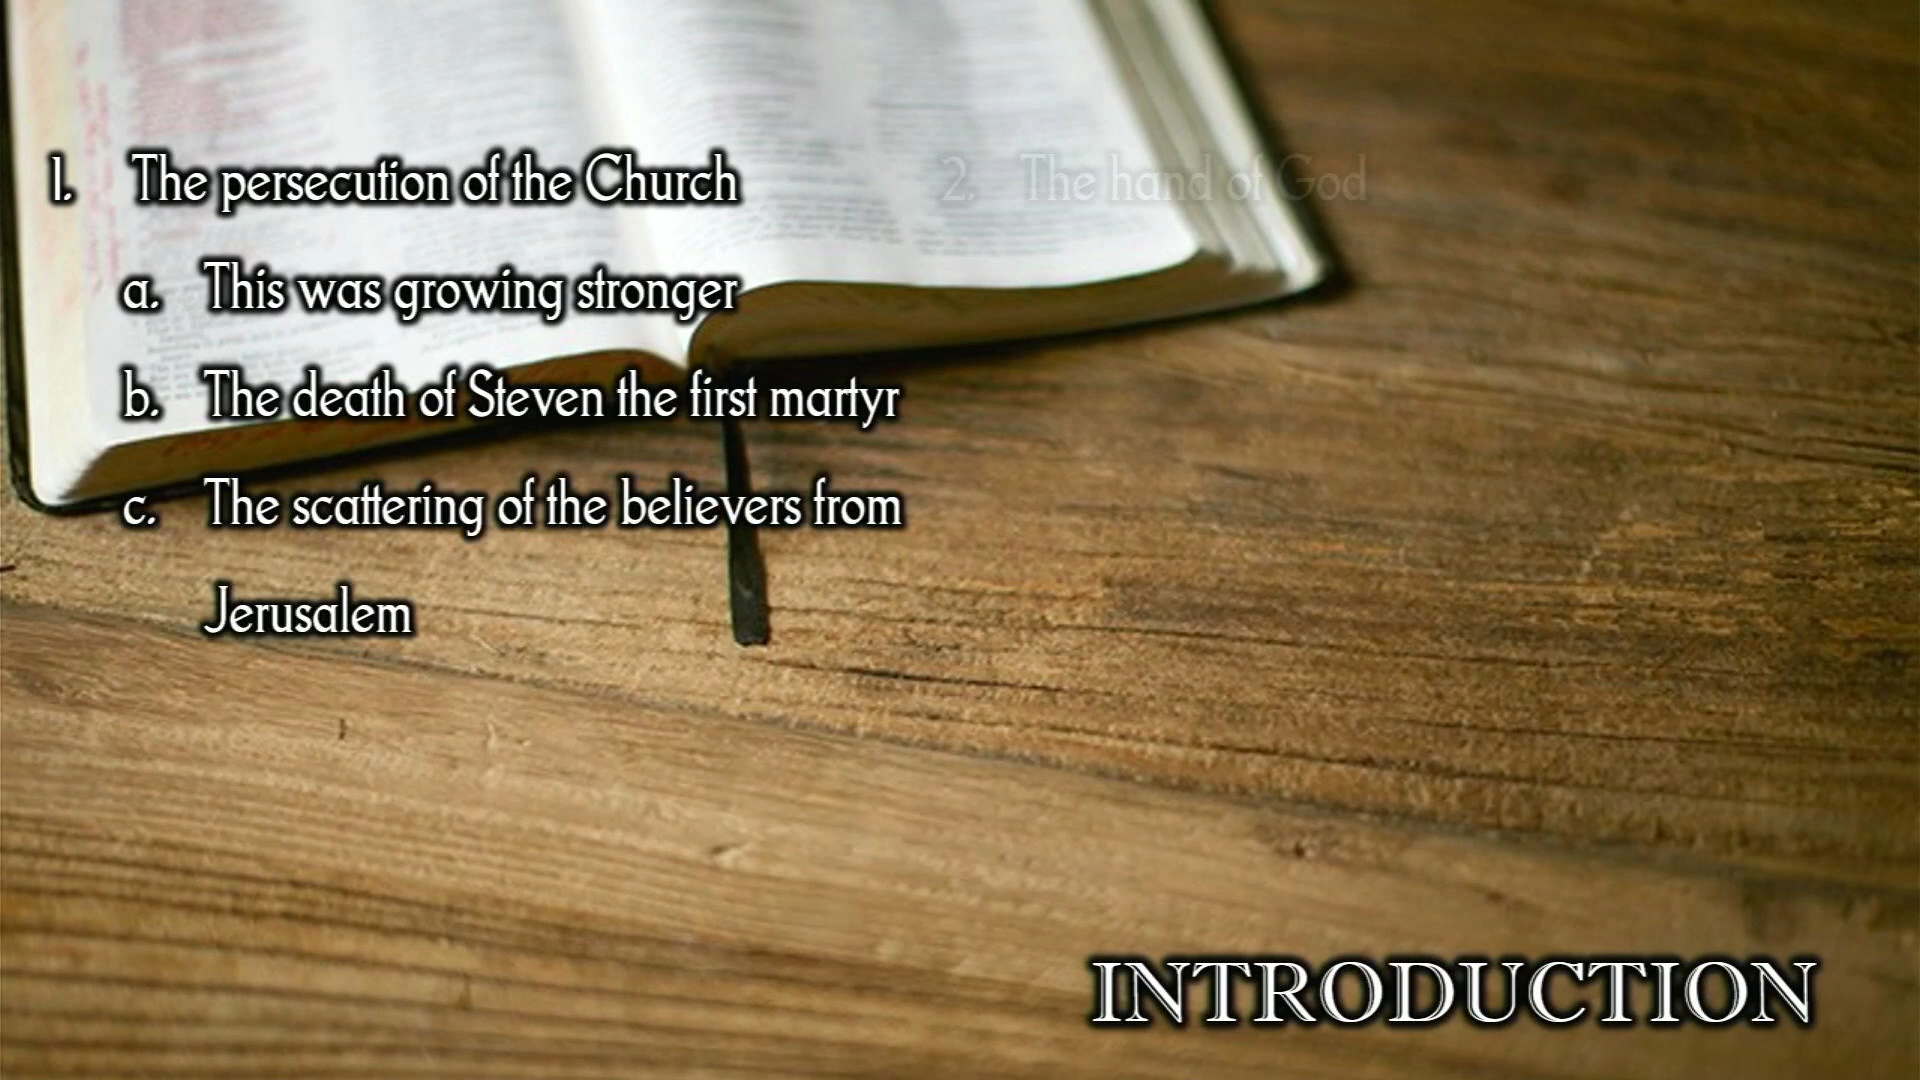 1. The persecution of the Church
a. This was growing stronger
b. The death of Steven the first martyr
c. The scattering of the believers from
Jerusalem
2. The hand of God
INTRODUCTION